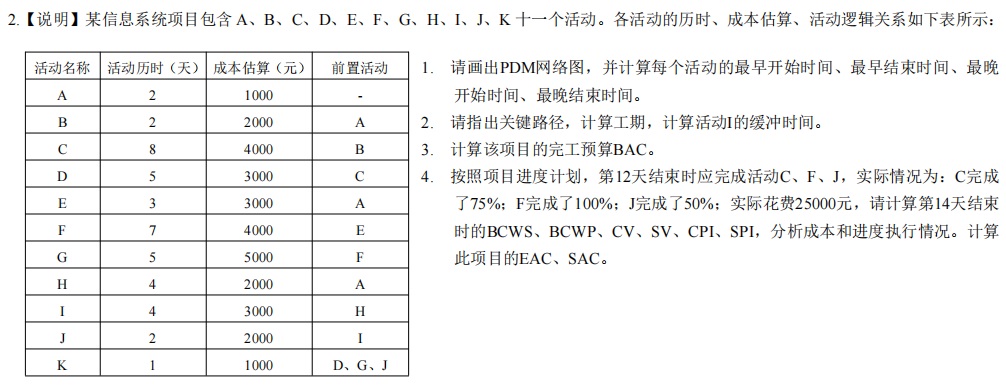 2.【说明】某信息系统项目包含 A、B、C、D、E、F、G、H、I、J、K 十一个活动。各活动的历时、成本估算、活动逻辑关系如下表所示：
活动名称 活动历时（天） 成本估算（元） 前置活动
A 2 1000 -
B 2 2000 A
C 8 4000 B
D 5 3000 C
E 3 3000 A
F 7 4000 E
G 5 5000 F
H 4 2000 A
I 4 3000 H
J 2 2000 I
K 1 1000 D、G、J
1. 请画出PDM网络图，并计算每个活动的最早开始时间、最早结束时间、最晚
开始时间、最晚结束时间。
2. 请指出关键路径，计算工期，计算活动I的缓冲时间。
3. 计算该项目的完工预算BAC。
4. 按照项目进度计划，第12天结束时应完成活动C、F、J，实际情况为：C完成
了75%；F完成了100%；J完成了50%；实际花费25000元，请计算第14天结束
时的BCWS、BCWP、CV、SV、CPI、SPI，分析成本和进度执行情况。计算
此项目的EAC、SAC。